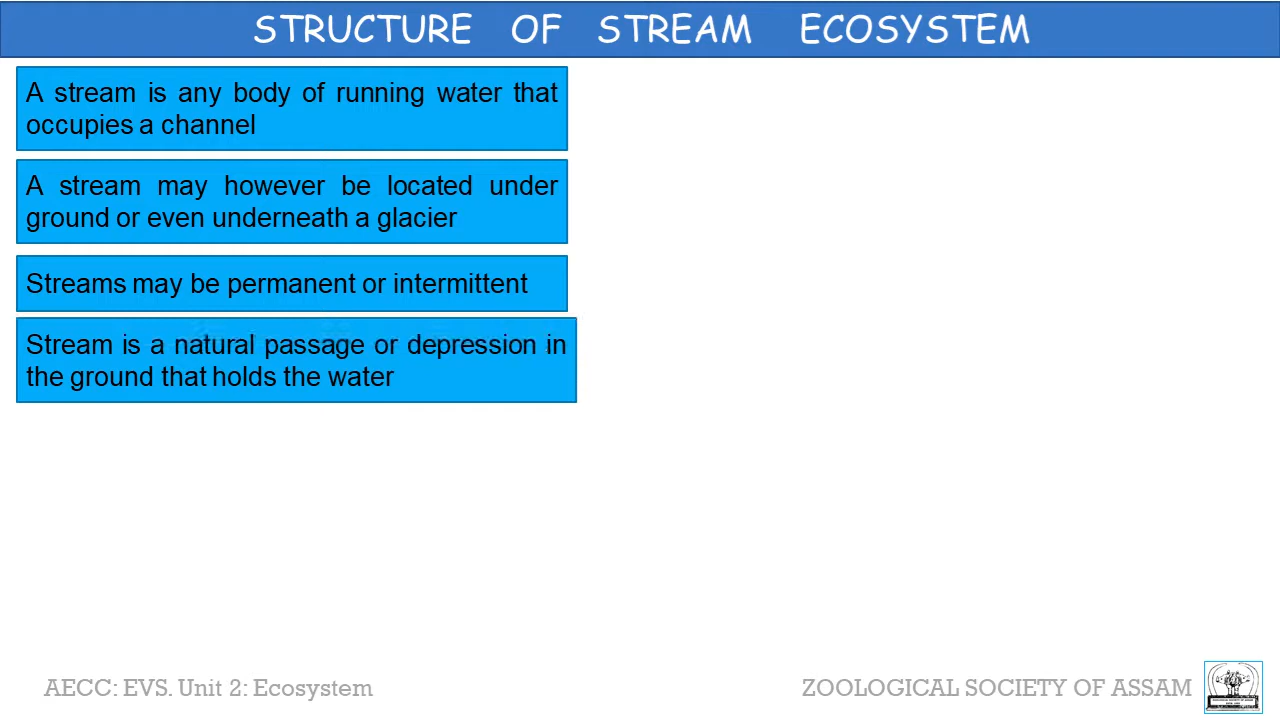 STRUCTURE OF STREAM ECOSYSTEM
A stream is any body of running water that
occupies a channel
A stream may however be located under
ground or even underneath a glacier
Streams may be permanent or intermittent
Stream is a natural passage or depression in
the ground that holds the water
AECC: EVS. Unit 2: Ecosystem
ZOOLOGICAL SOCIETY OF ASSAM